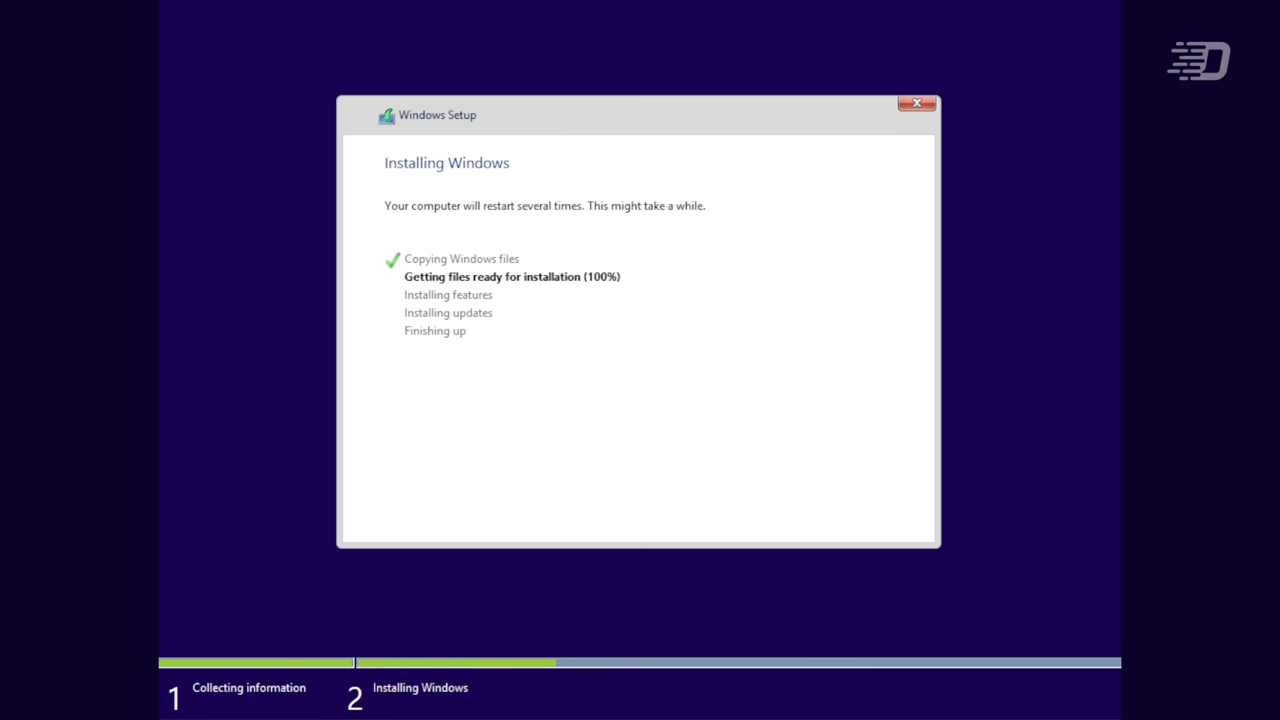 Windows Setup
Installing Windows
Your computer will restart several times. This might take a while.
Copying Windows files
Getting files ready for installation (100%)
Installing features
Installing updates
Finishing up
1 Collecting information
2 Installing Windows
D